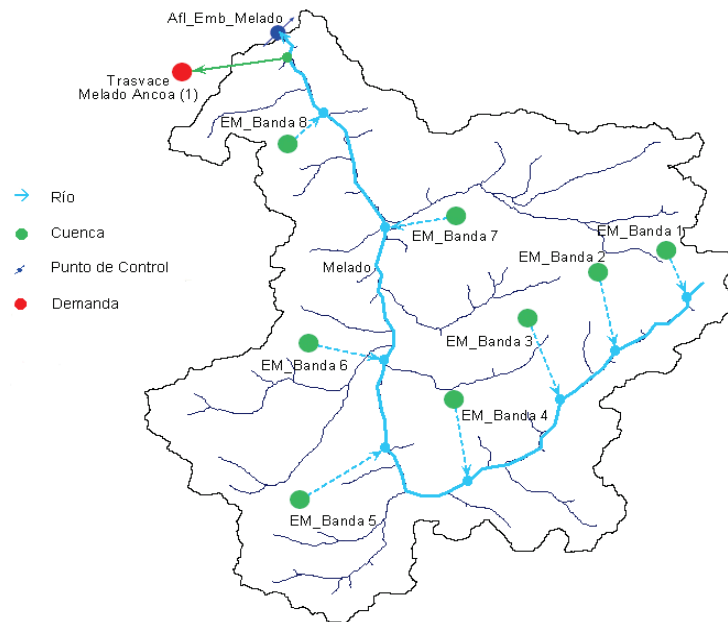 Afl_Emb_Melado
Trasvace
Melado Ancoa (1)
EM_Banda 8
Río
Cuenca
Punto de Control
Demanda
EM_Banda 7
EM_Banda 1
EM_Banda 2
Melado
EM_Banda 3
EM_Banda 6
EM_Banda 4
EM_Banda 5